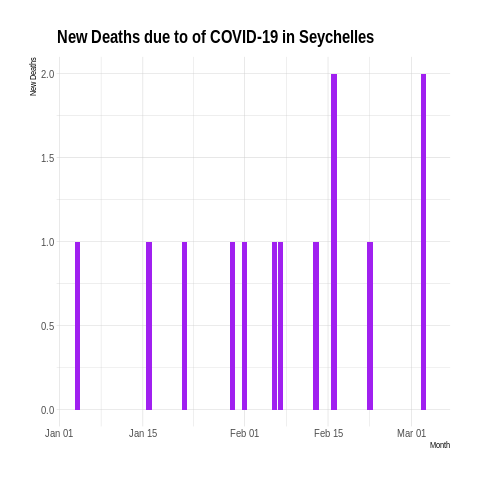 New Deaths due to of COVID-19 in Seychelles
New Deaths
2.0
1.5
1.0
0.5
0.0
Jan 01 Jan 15 Feb 01 Feb 15 Mar 01
Month